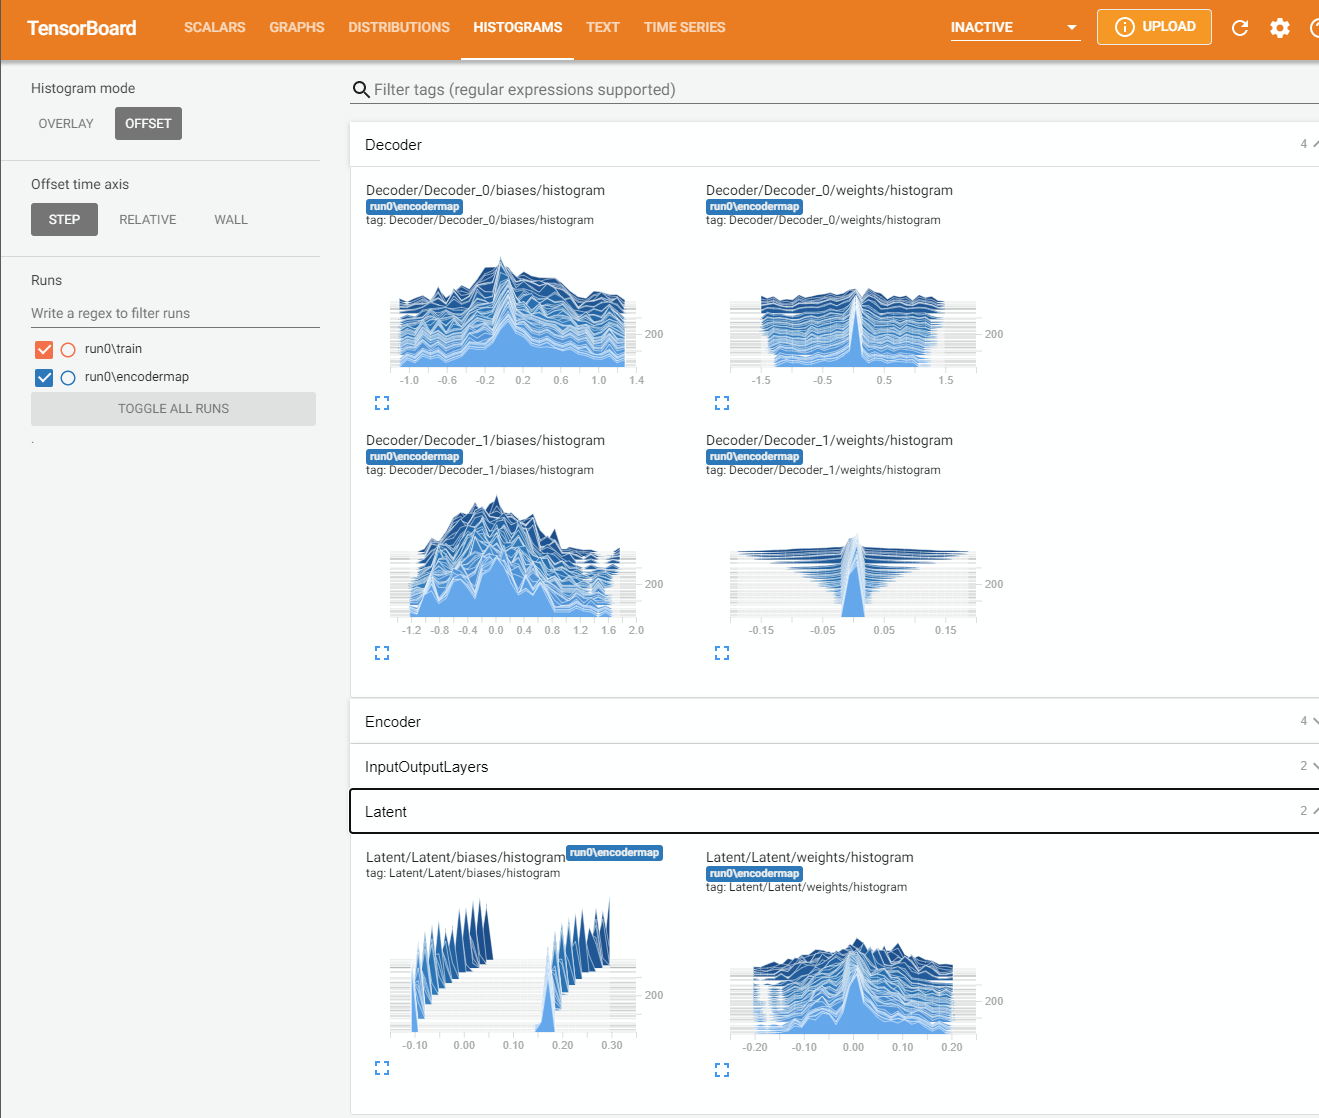 TensorBoard SCALARS GRAPHS DISTRIBUTIONS HISTOGRAMS TEXT TIME SERIES INACTIVE UPLOAD
Histogram mode
OVERLAY OFFSET
Offset time axis
STEP RELATIVE WALL
Runs
Write a regex to filter runs
run0\train
run0\encodermap
TOGGLE ALL RUNS
.
Filter tags (regular expressions supported)
Decoder 4
Decoder/Decoder_0/biases/histogram
run0\encodermap
tag: Decoder/Decoder_0/biases/histogram
200
-1.0 -0.6 -0.2 0.2 0.6 1.0 1.4
Decoder/Decoder_0/weights/histogram
run0\encodermap
tag: Decoder/Decoder_0/weights/histogram
200
-1.5 -0.5 0.5 1.5
Decoder/Decoder_1/biases/histogram
run0\encodermap
tag: Decoder/Decoder_1/biases/histogram
200
-1.2 -0.8 -0.4 0.0 0.4 0.8 1.2 1.6 2.0
Decoder/Decoder_1/weights/histogram
run0\encodermap
tag: Decoder/Decoder_1/weights/histogram
200
-0.15 -0.05 0.05 0.15
Encoder 4
InputOutputLayers 2
Latent 2
Latent/Latent/biases/histogram run0\encodermap
tag: Latent/Latent/biases/histogram
200
-0.10 0.00 0.10 0.20 0.30
Latent/Latent/weights/histogram
run0\encodermap
tag: Latent/Latent/weights/histogram
200
-0.20 -0.10 0.00 0.10 0.20